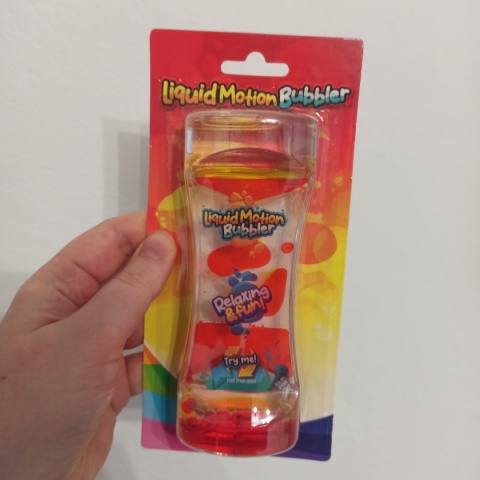 Liquid Motion Bubbler
Liquid Motion
Bubbler
Relaxing
& fun!
Try me!